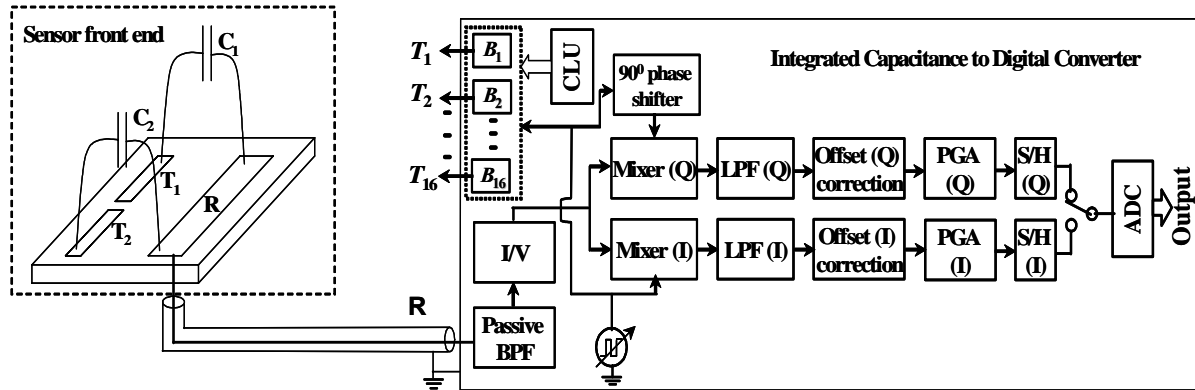 Sensor front end
C1
C2
T1
T2
R
R
T1
T2
T16
B1
B2
B16
CLU
90⁰ phase
shifter
Integrated Capacitance to Digital Converter
Mixer (Q)
LPF (Q)
Offset (Q)
correction
PGA
(Q)
S/H
(Q)
Mixer (I)
LPF (I)
Offset (I)
correction
PGA
(I)
S/H
(I)
ADC
Output
I/V
Passive
BPF